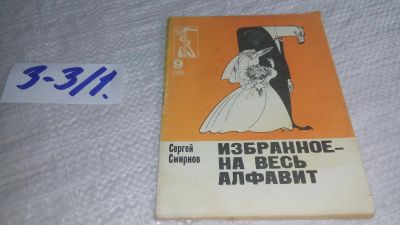 3-3/1.
9
Сергей
Смирнов
ИЗБРАННОЕ-
НА ВЕСЬ
АЛФАВИТ